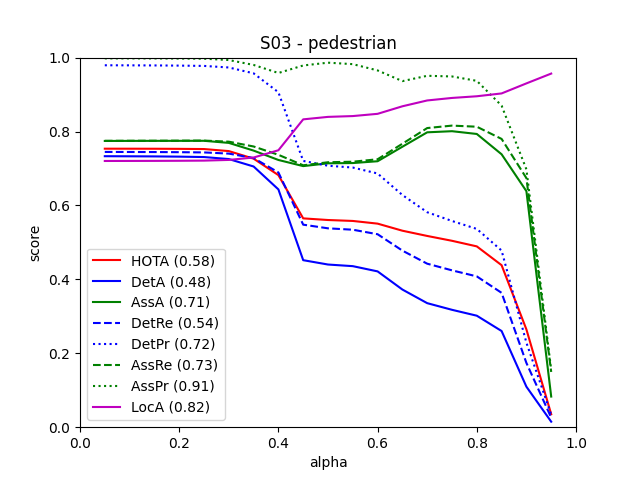 S03 - pedestrian
score
1.0
0.8
0.6
0.4
0.2
0.0
HOTA (0.58)
DetA (0.48)
AssA (0.71)
DetRe (0.54)
DetPr (0.72)
AssRe (0.73)
AssPr (0.91)
LocA (0.82)
0.0 0.2 0.4 0.6 0.8 1.0
alpha